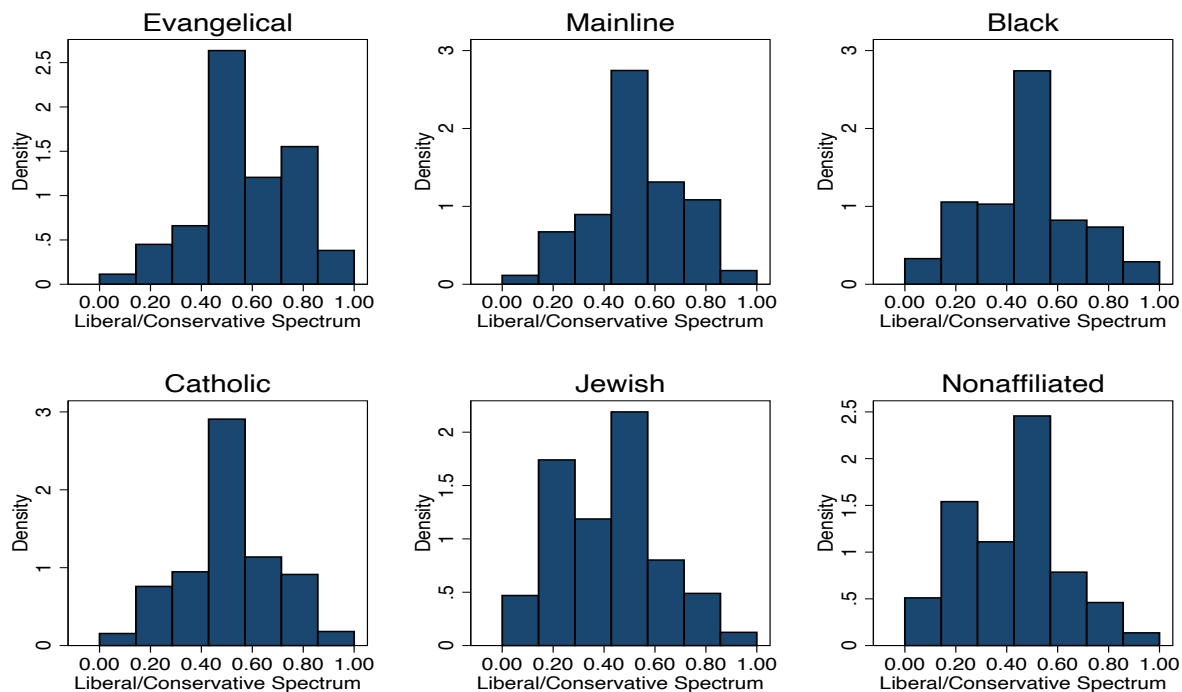 Evangelical
Density
2.5
2
1.5
1
.5
0
0.00 0.20 0.40 0.60 0.80 1.00
Liberal/Conservative Spectrum
Mainline
Density
3
2
1
0
0.00 0.20 0.40 0.60 0.80 1.00
Liberal/Conservative Spectrum
Black
Density
3
2
1
0
0.00 0.20 0.40 0.60 0.80 1.00
Liberal/Conservative Spectrum
Catholic
Density
3
2
1
0
0.00 0.20 0.40 0.60 0.80 1.00
Liberal/Conservative Spectrum
Jewish
Density
2
1.5
1
.5
0
0.00 0.20 0.40 0.60 0.80 1.00
Liberal/Conservative Spectrum
Nonaffiliated
Density
2.5
2
1.5
1
.5
0
0.00 0.20 0.40 0.60 0.80 1.00
Liberal/Conservative Spectrum